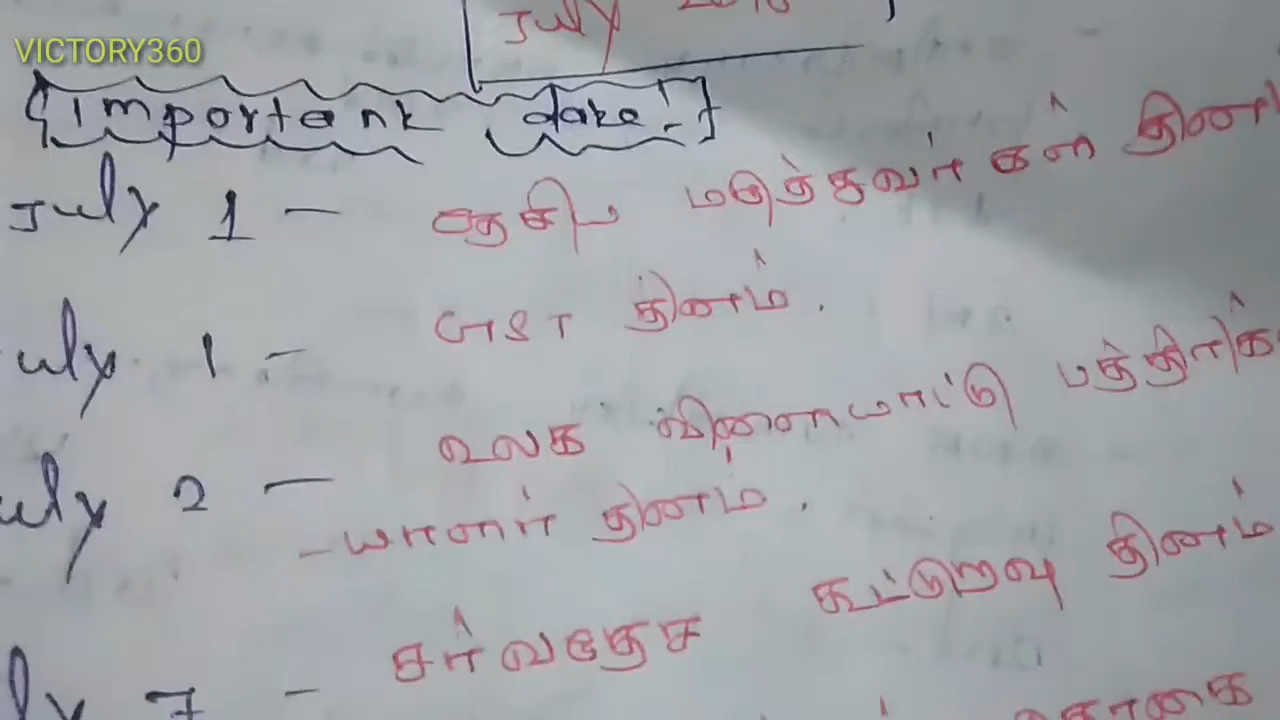 July
VICTORY360
Important date:
July 1 - தேசிய மருத்துவர்கள் தினம்
July 1 - GST தினம்.
July 2 - உலக விளையாட்டு பத்திரிக்
-யாளர் தினம்.
சர்வதேச கூட்டுறவு தினம்
July 7 -